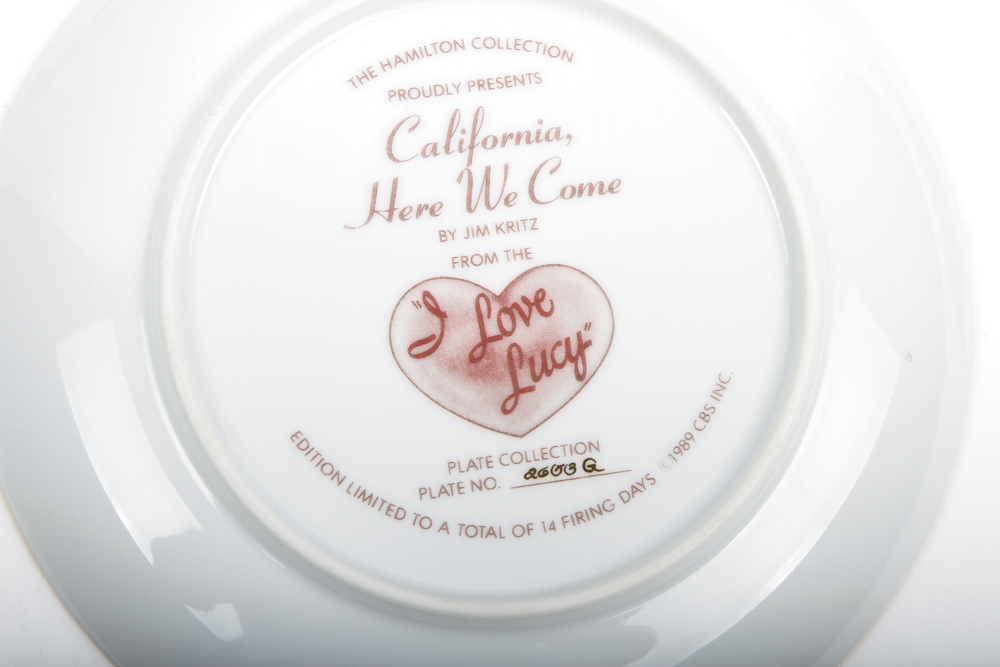 THE HAMILTON COLLECTION
PROUDLY PRESENTS
California,
Here We Come
BY JIM KRITZ
FROM THE
"I Love
Lucy"
PLATE COLLECTION
PLATE NO.
EDITION LIMITED TO A TOTAL OF 14 FIRING DAYS ©1989 CBS INC.